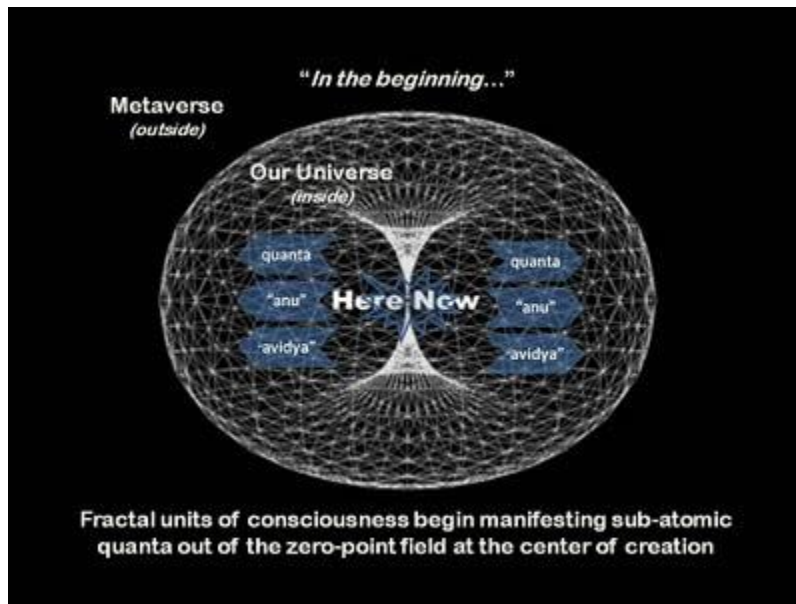 “In the beginning...”
Metaverse
(outside)
Our Universe
(inside)
quanta
quanta
“anu”
Here Now
“anu”
“avidya”
“avidya”
Fractal units of consciousness begin manifesting sub-atomic
quanta out of the zero-point field at the center of creation